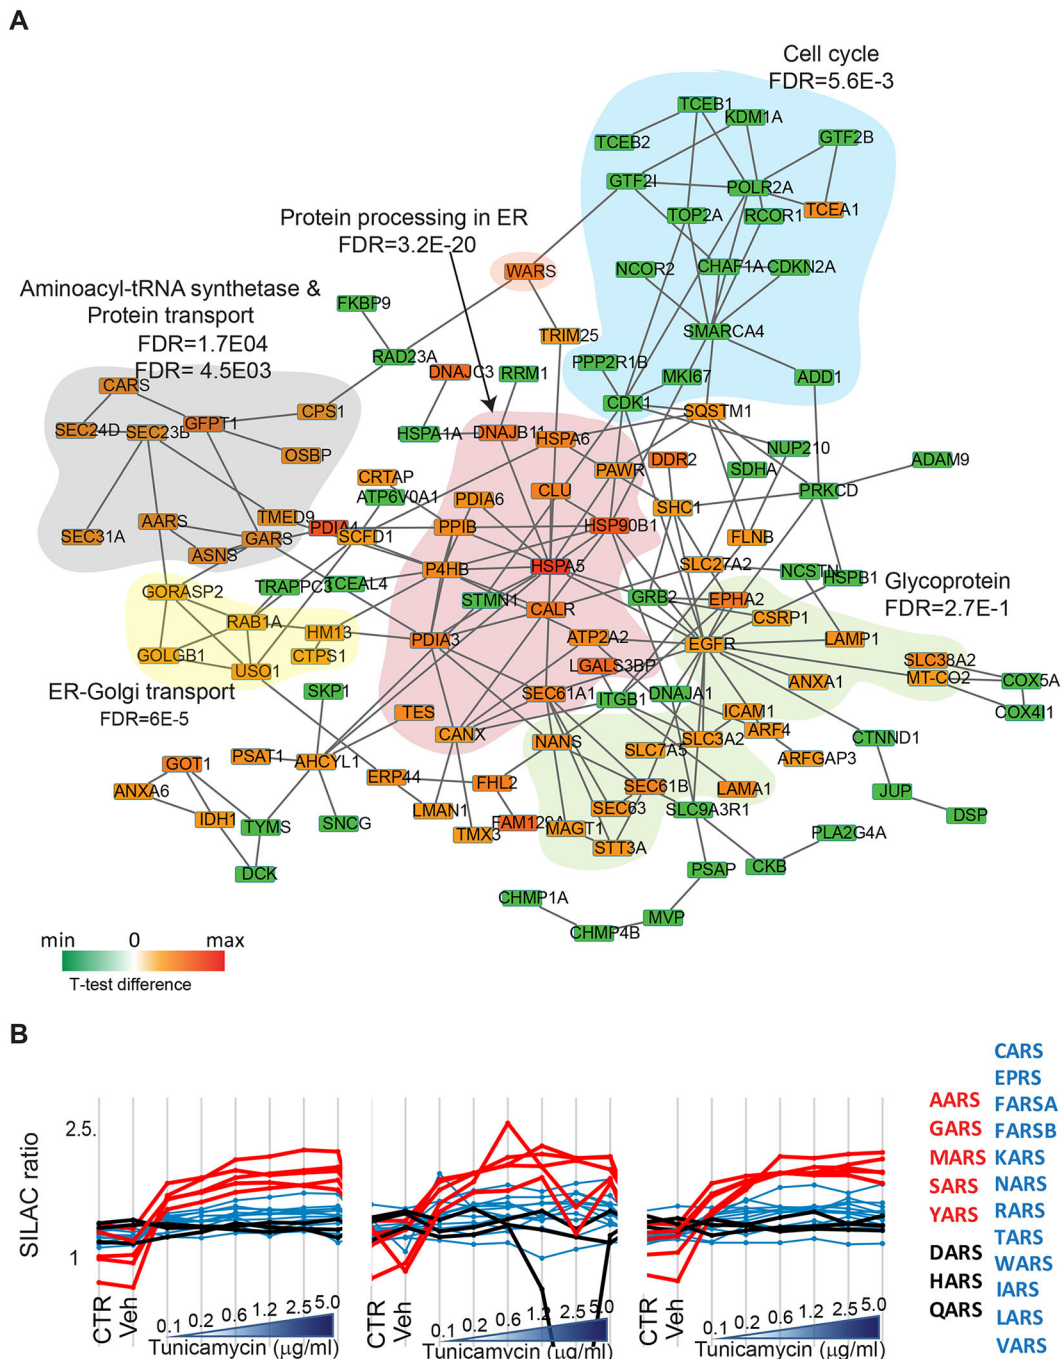 A
Cell cycle
FDR=5.6E-3
TCEB1
KDM1A
TCEB2
GTF2B
GTF2I
POLR2A
TOP2A
RCOR1
TCEA1
Protein processing in ER
FDR=3.2E-20
WARS
NCOR2
CHAF1A
CDKN2A
Aminoacyl-tRNA synthetase &
Protein transport
FDR=1.7E04
FDR= 4.5E03
FKBP9
TRIM25
SMARCA4
RAD23A
PPP2R1B
DNAJC3
RRM1
MKI67
ADD1
CARS
CDK1
SQSTM1
CPS1
GFPT1
SEC24D
SEC23B
HSPA1A
DNAJB11
HSPA6
NUP210
OSBP
PAWR
DDR2
SDHA
ADAM9
CRTAP
ATP6V0A1
PDIA6
CLU
PRKCD
SHC1
AARS
TMED9
PDIA4
SCFD1
PPIB
HSP90B1
SEC31A
GARS
FLNB
ASNS
P4HB
HSPA5
SLC27A2
NCSTN
HSPB1
Glycoprotein
FDR=2.7E-1
GORASP2
TRAPPC3
TCEAL4
STMN1
CALR
GRB2
EPHA2
CSRP1
RAB1A
HM13
PDIA3
ATP2A2
EGFR
LAMP1
GOLGB1
CTPS1
USO1
LGALS3BP
SLC38A2
MT-CO2
COX5A
ER-Golgi transport
FDR=6E-5
SKP1
SEC61A1
ITGB1
DNAJA1
ANXA1
COX4I1
TES
ICAM1
ARF4
CANX
NANS
SLC3A2
CTNND1
PSAT1
AHCYL1
SLC7A5
ARFGAP3
GOT1
ERP44
FHL2
SEC61B
LAMA1
ANXA6
JUP
IDH1
LMAN1
SEC63
SLC9A3R1
DSP
TYMS
SNCG
TMX3
FAM129A
MAGT1
PLA2G4A
STT3A
DCK
PSAP
CKB
CHMP1A
MVP
CHMP4B
min 0 max
T-test difference
B
SILAC ratio
2.5.
1
CTR
Veh
0.1 0.2 0.6 1.2 2.5 5.0
Tunicamycin (μg/ml)
CTR
Veh
0.1 0.2 0.6 1.2 2.5 5.0
Tunicamycin (μg/ml)
CTR
Veh
0.1 0.2 0.6 1.2 2.5 5.0
Tunicamycin (μg/ml)
AARS
GARS
MARS
SARS
YARS
DARS
HARS
QARS
CARS
EPRS
FARSA
FARSB
KARS
NARS
RARS
TARS
WARS
IARS
LARS
VARS